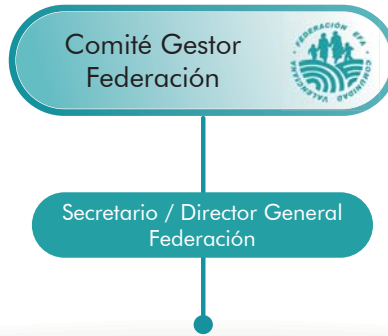 Comité Gestor
Federación
FEDERACIÓN EFA
COMUNIDAD VALENCIANA
Secretario / Director General
Federación